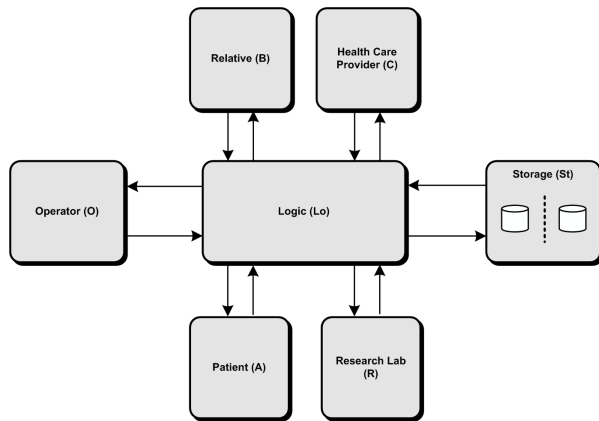 Relative (B)
Health Care
Provider (C)
Operator (O)
Logic (Lo)
Storage (St)
Patient (A)
Research Lab
(R)